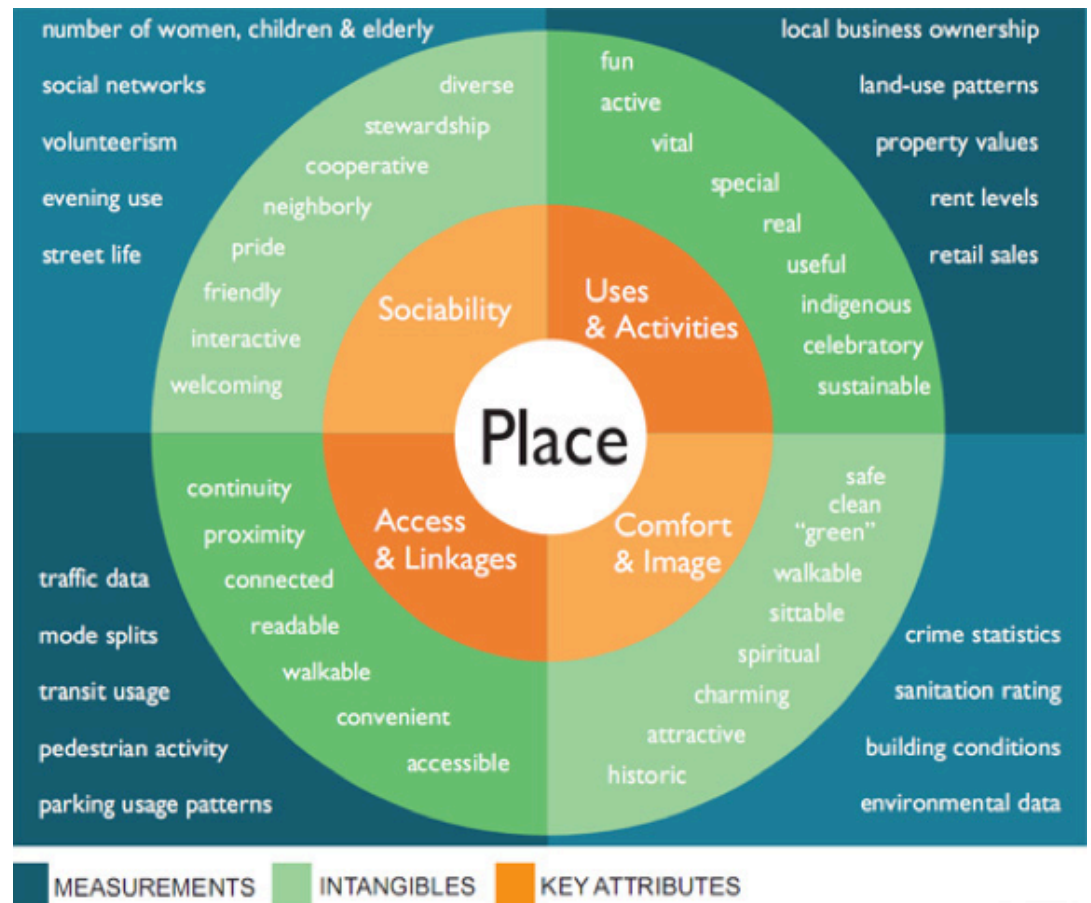 number of women, children & elderly
social networks
volunteerism
evening use
street life
diverse
stewardship
cooperative
neighborly
pride
friendly
interactive
welcoming
Sociability
fun
active
vital
special
real
useful
indigenous
celebratory
sustainable
Uses
& Activities
local business ownership
land-use patterns
property values
rent levels
retail sales
Place
continuity
proximity
connected
readable
walkable
convenient
accessible
Access
& Linkages
traffic data
mode splits
transit usage
pedestrian activity
parking usage patterns
Comfort
& Image
safe
clean
“green”
walkable
sittable
spiritual
charming
attractive
historic
crime statistics
sanitation rating
building conditions
environmental data
MEASUREMENTS
INTANGIBLES
KEY ATTRIBUTES